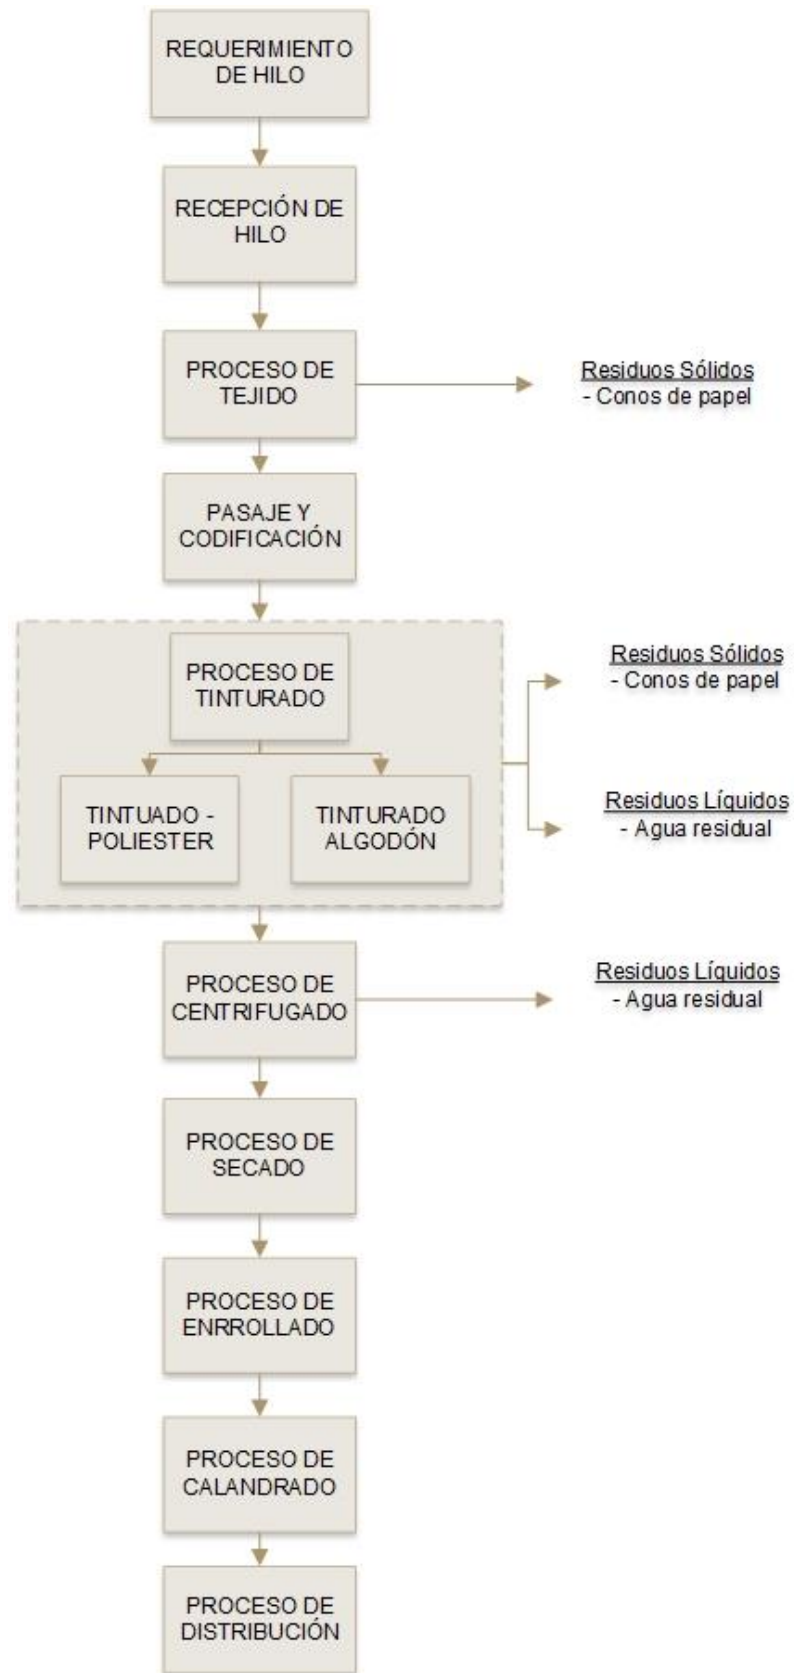 REQUERIMIENTO
DE HILO
RECEPCIÓN DE
HILO
PROCESO DE
TEJIDO
Residuos Sólidos
- Conos de papel
PASAJE Y
CODIFICACIÓN
PROCESO DE
TINTURADO
Residuos Sólidos
- Conos de papel
TINTUADO -
POLIESTER
TINTURADO
ALGODÓN
Residuos Líquidos
- Agua residual
PROCESO DE
CENTRIFUGADO
Residuos Líquidos
- Agua residual
PROCESO DE
SECADO
PROCESO DE
ENRROLLADO
PROCESO DE
CALANDRADO
PROCESO DE
DISTRIBUCIÓN